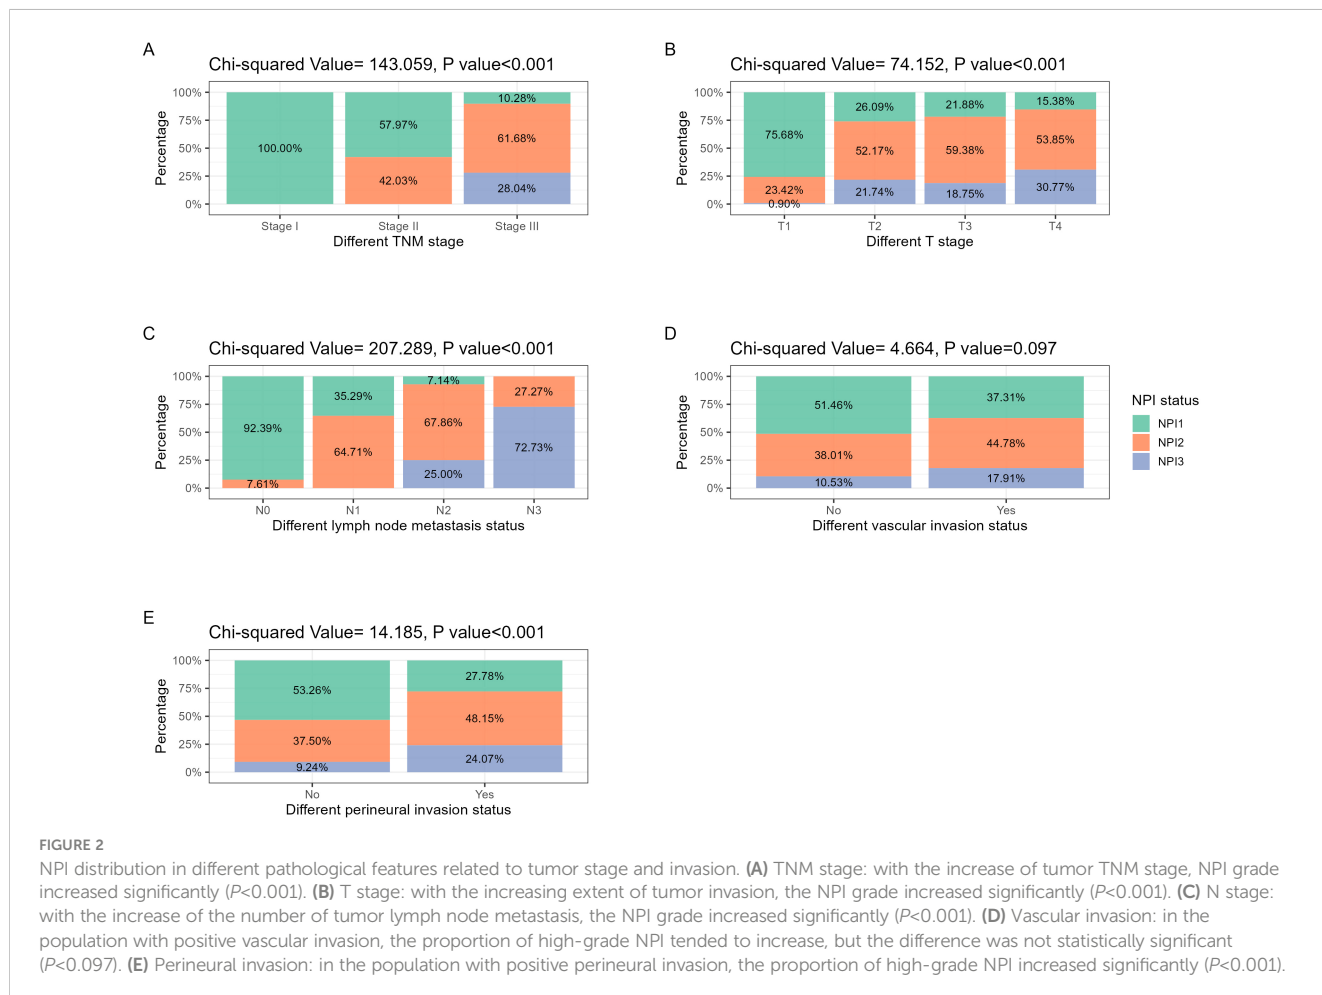 A
Chi-squared Value= 143.059, P value<0.001
Percentage
100%
75%
50%
25%
0%
100.00%
57.97%
42.03%
10.28%
61.68%
28.04%
Stage I Stage II Stage III
Different TNM stage
B
Chi-squared Value= 74.152, P value<0.001
Percentage
100%
75%
50%
25%
0%
75.68%
23.42%
0.90%
26.09%
52.17%
21.74%
21.88%
59.38%
18.75%
15.38%
53.85%
30.77%
T1 T2 T3 T4
Different T stage
C
Chi-squared Value= 207.289, P value<0.001
Percentage
100%
75%
50%
25%
0%
92.39%
7.61%
35.29%
64.71%
7.14%
67.86%
25.00%
27.27%
72.73%
N0 N1 N2 N3
Different lymph node metastasis status
D
Chi-squared Value= 4.664, P value=0.097
Percentage
100%
75%
50%
25%
0%
51.46%
38.01%
10.53%
37.31%
44.78%
17.91%
No Yes
Different vascular invasion status
NPI status
NPI1
NPI2
NPI3
E
Chi-squared Value= 14.185, P value<0.001
Percentage
100%
75%
50%
25%
0%
53.26%
37.50%
9.24%
27.78%
48.15%
24.07%
No Yes
Different perineural invasion status
FIGURE 2
NPI distribution in different pathological features related to tumor stage and invasion. (A) TNM stage: with the increase of tumor TNM stage, NPI grade
increased significantly (P<0.001). (B) T stage: with the increasing extent of tumor invasion, the NPI grade increased significantly (P<0.001). (C) N stage:
with the increase of the number of tumor lymph node metastasis, the NPI grade increased significantly (P<0.001). (D) Vascular invasion: in the
population with positive vascular invasion, the proportion of high-grade NPI tended to increase, but the difference was not statistically significant
(P<0.097). (E) Perineural invasion: in the population with positive perineural invasion, the proportion of high-grade NPI increased significantly (P<0.001).